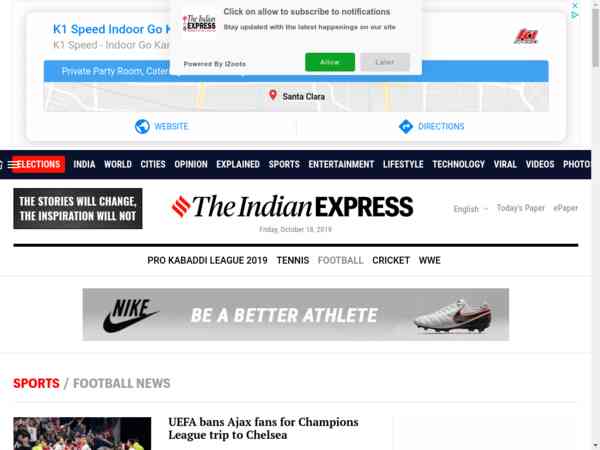 K1 Speed Indoor Go K
K1 Speed - Indoor Go Kar
Private Party Room, Cater
Santa Clara
WEBSITE
DIRECTIONS
The Indian
EXPRESS
Click on allow to subscribe to notifications
Stay updated with the latest happenings on our site
Powered By iZooto
Allow
Later
K1
ELECTIONS INDIA WORLD CITIES OPINION EXPLAINED SPORTS ENTERTAINMENT LIFESTYLE TECHNOLOGY VIRAL VIDEOS PHOTOS
THE STORIES WILL CHANGE,
THE INSPIRATION WILL NOT
The Indian EXPRESS
Friday, October 18, 2019
English Today's Paper ePaper
PRO KABADDI LEAGUE 2019 TENNIS FOOTBALL CRICKET WWE
NIKE
BE A BETTER ATHLETE
SPORTS / FOOTBALL NEWS
UEFA bans Ajax fans for Champions
League trip to Chelsea